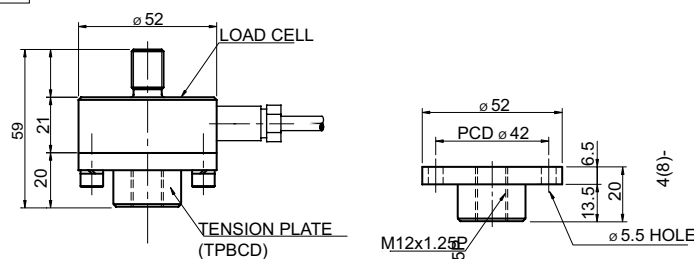 ø 52
LOAD CELL
59
21
20
TENSION PLATE
(TPBCD)
ø 52
PCD ø 42
6.5
13.5
20
4(8)-
M12x1.25P
ø 5.5 HOLE